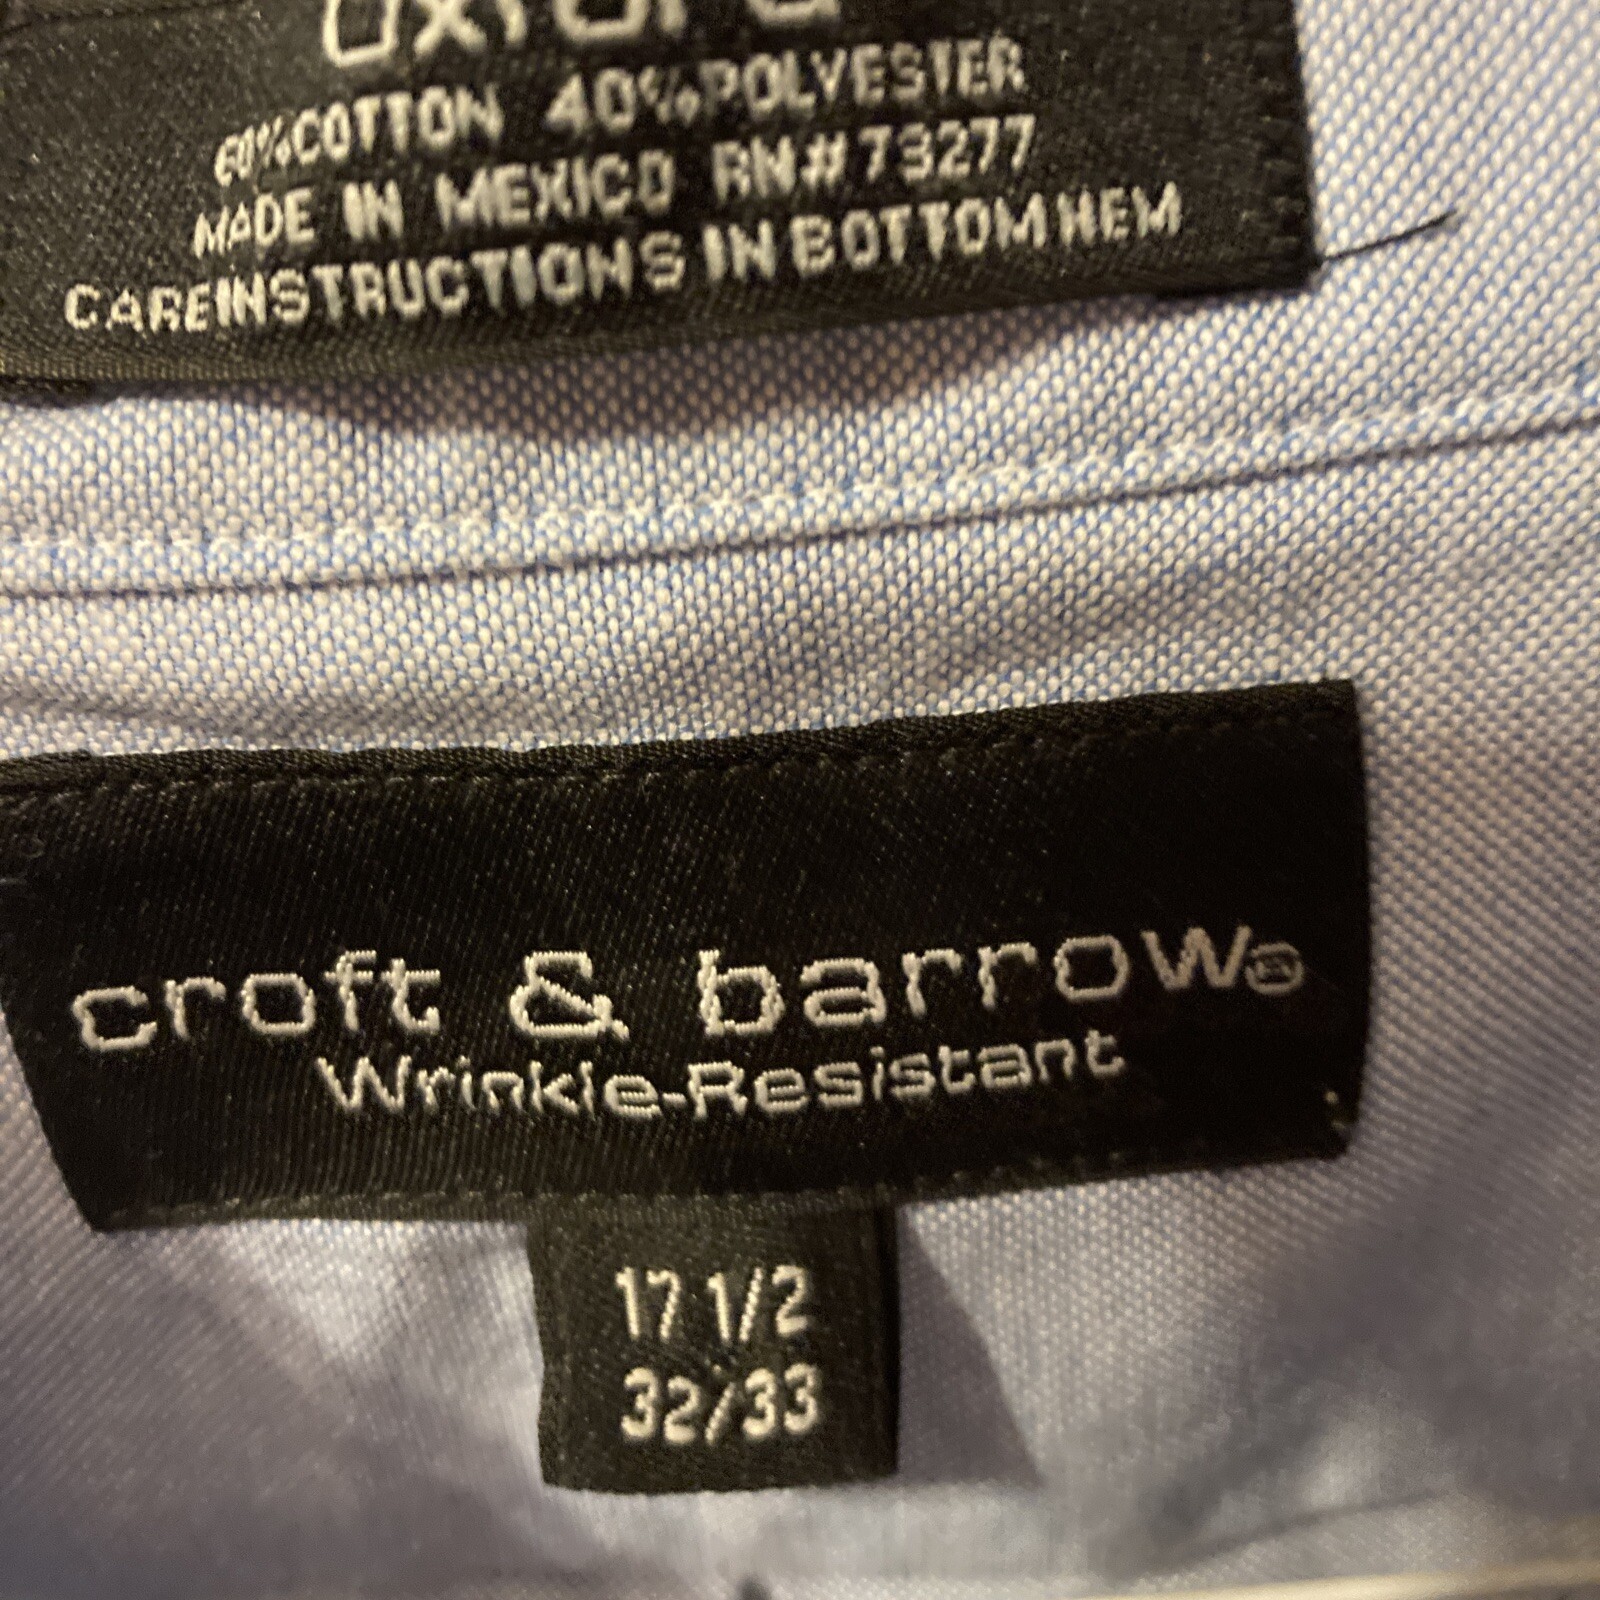 Oxford
60%COTTON 40%POLYESTER
MADE IN MEXICO RN#73277
CAREINSTRUCTIONS IN BOTTOM HEM
croft & barrow®
Wrinkle-Resistant
17 1/2
32/33